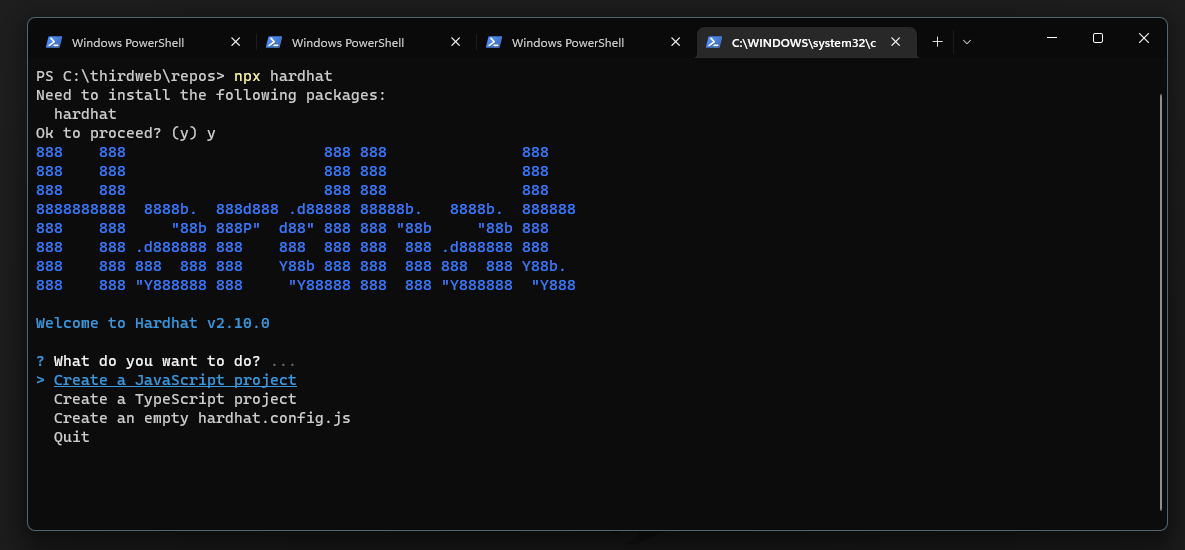 Windows PowerShell
Windows PowerShell
Windows PowerShell
C:\WINDOWS\system32\c
PS C:\thirdweb\repos> npx hardhat
Need to install the following packages:
  hardhat
Ok to proceed? (y) y
888    888                      888 888               888
888    888                      888 888               888
888    888                      888 888               888
8888888888  8888b.  888d888 .d88888 88888b.   8888b.  888888
888    888     "88b 888P"  d88" 888 888 "88b     "88b 888
888    888 .d888888 888    888  888 888  888 .d888888 888
888    888 888  888 888    Y88b 888 888  888 888  888 Y88b.
888    888 "Y888888 888     "Y88888 888  888 "Y888888  "Y888
Welcome to Hardhat v2.10.0
? What do you want to do? ...
> Create a JavaScript project
  Create a TypeScript project
  Create an empty hardhat.config.js
  Quit